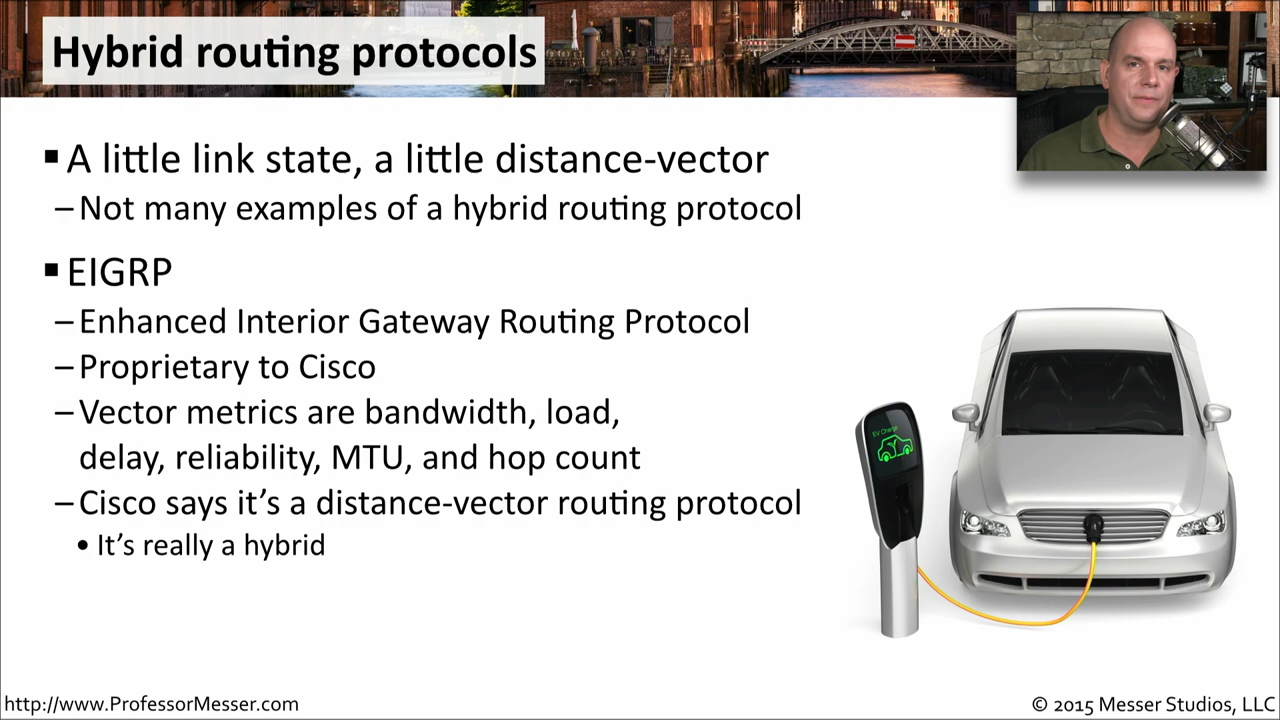 Hybrid routing protocols
▪ A little link state, a little distance-vector
– Not many examples of a hybrid routing protocol
▪ EIGRP
– Enhanced Interior Gateway Routing Protocol
– Proprietary to Cisco
– Vector metrics are bandwidth, load,
delay, reliability, MTU, and hop count
– Cisco says it's a distance-vector routing protocol
• It's really a hybrid
EV Charge
http://www.ProfessorMesser.com
© 2015 Messer Studios, LLC